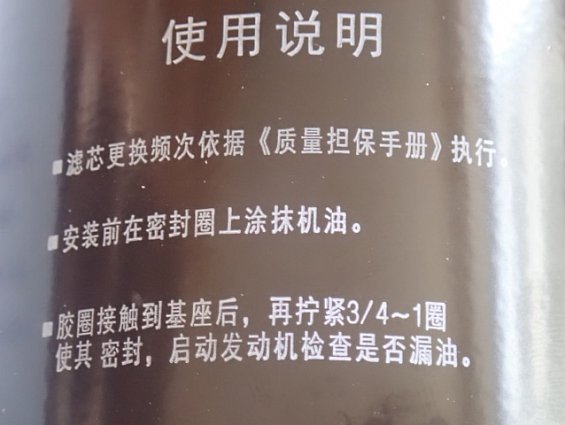 使用说明
■滤芯更换频次依据《质量担保手册》执行。
■安装前在密封圈上涂抹机油。
■胶圈接触到基座后，再拧紧3/4~1圈
使其 密封，启动发动机检查是否漏油。